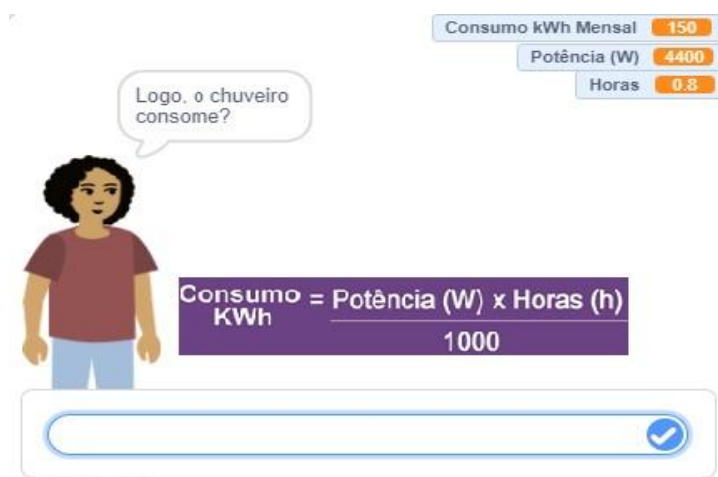 Consumo kWh Mensal 150
Potência (W) 4400
Horas 0.8
Logo, o chuveiro
consome?
Consumo = Potência (W) x Horas (h)
KWh
1000